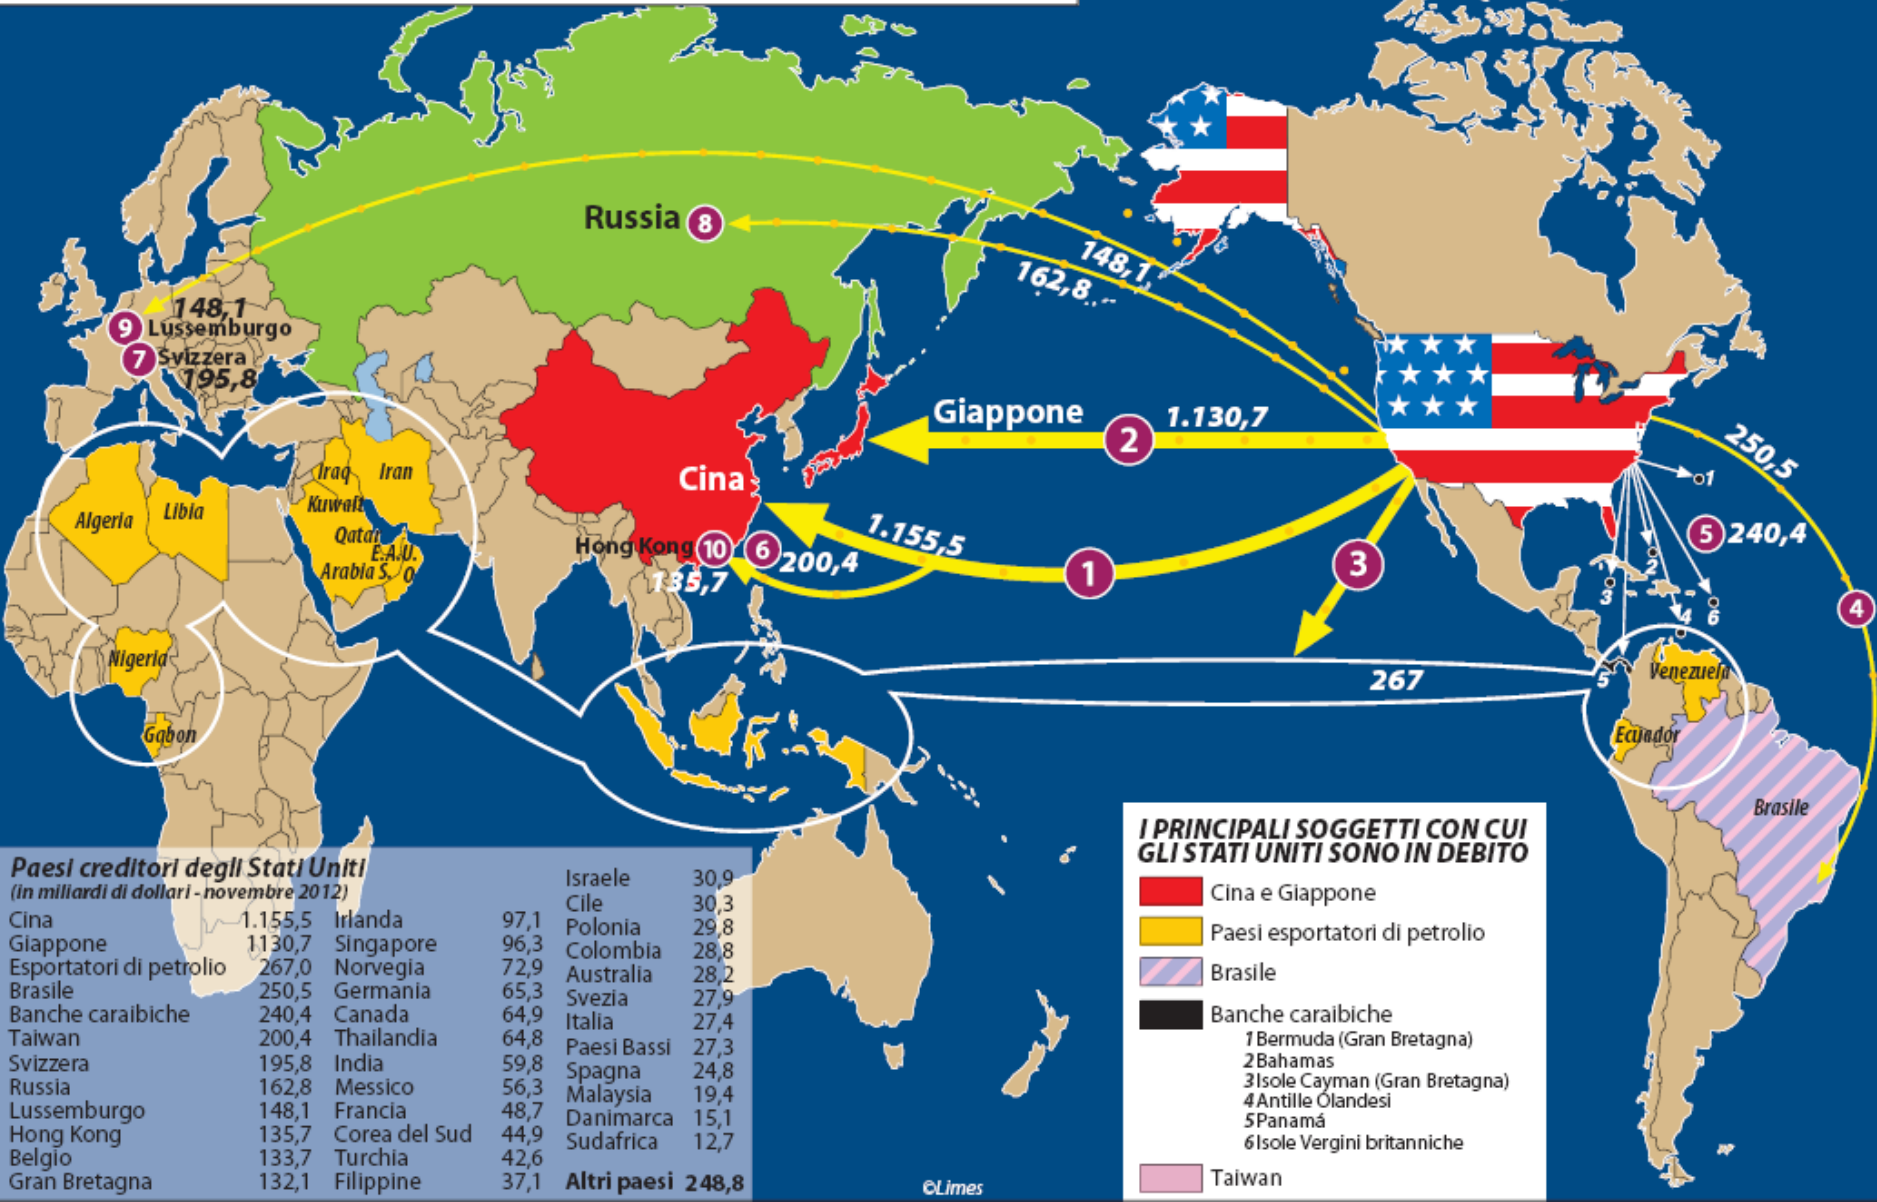 Russia 8
148,1
162,8
148,1
9 Lussemburgo
7 Svizzera
195,8
Giappone 2 1.130,7
Cina
1.155,5
1
Hong Kong 10 6 200,4
135,7
3
250,5
4
5 240,4
1
2
3
4
6
5
267
Algeria
Libia
Iraq
Iran
Kuwait
Qatar
E.A.U.
Arabia S.
O.
Nigeria
Gabon
Venezuela
Ecuador
Brasile
Paesi creditori degli Stati Uniti
(in miliardi di dollari - novembre 2012)
Cina 1.155,5
Giappone 1130,7
Esportatori di petrolio 267,0
Brasile 250,5
Banche caraibiche 240,4
Taiwan 200,4
Svizzera 195,8
Russia 162,8
Lussemburgo 148,1
Hong Kong 135,7
Belgio 133,7
Gran Bretagna 132,1
Irlanda 97,1
Singapore 96,3
Norvegia 72,9
Germania 65,3
Canada 64,9
Thailandia 64,8
India 59,8
Messico 56,3
Francia 48,7
Corea del Sud 44,9
Turchia 42,6
Filippine 37,1
Israele 30,9
Cile 30,3
Polonia 29,8
Colombia 28,8
Australia 28,2
Svezia 27,9
Italia 27,4
Paesi Bassi 27,3
Spagna 24,8
Malaysia 19,4
Danimarca 15,1
Sudafrica 12,7
Altri paesi 248,8
©Limes
I PRINCIPALI SOGGETTI CON CUI
GLI STATI UNITI SONO IN DEBITO
Cina e Giappone
Paesi esportatori di petrolio
Brasile
Banche caraibiche
1 Bermuda (Gran Bretagna)
2 Bahamas
3 Isole Cayman (Gran Bretagna)
4 Antille Olandesi
5 Panamá
6 Isole Vergini britanniche
Taiwan